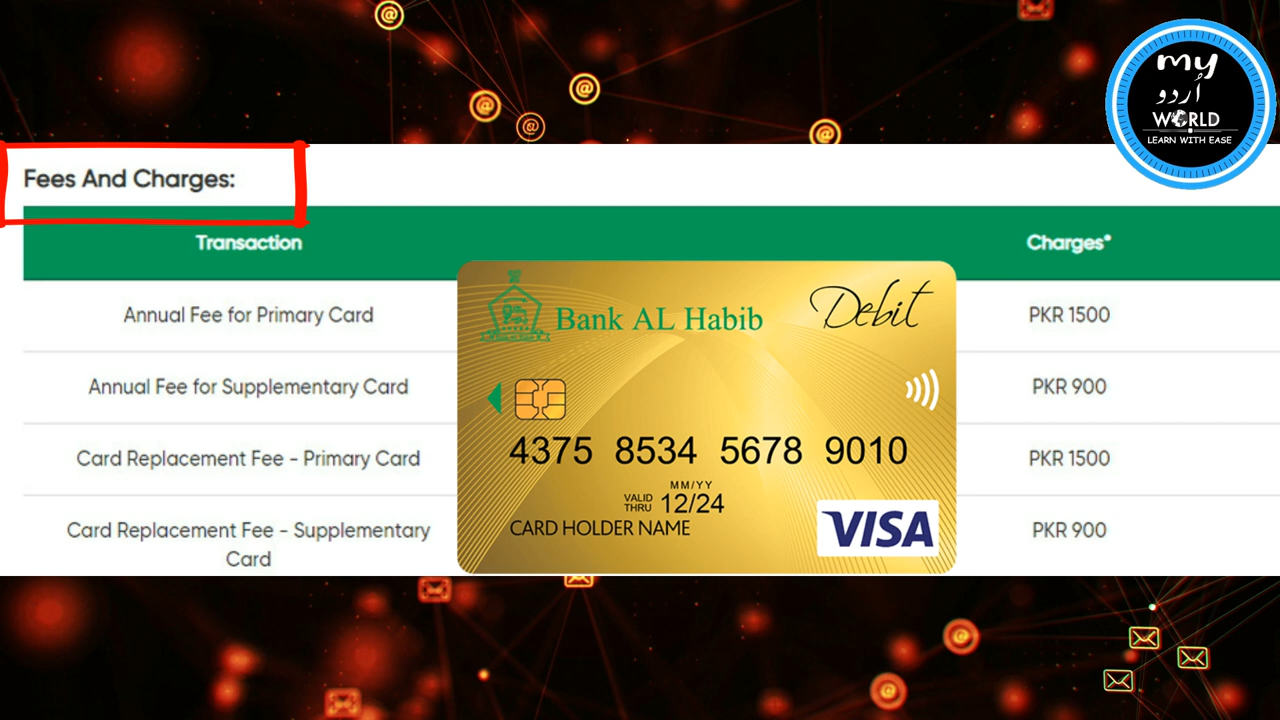 my
اُردو
WORLD
LEARN WITH EASE
Fees And Charges:
Transaction
Charges*
Annual Fee for Primary Card
PKR 1500
Annual Fee for Supplementary Card
PKR 900
Card Replacement Fee - Primary Card
PKR 1500
Card Replacement Fee - Supplementary
Card
PKR 900
Bank AL Habib
Debit
4375 8534 5678 9010
MM/YY
VALID
THRU 12/24
CARD HOLDER NAME
VISA